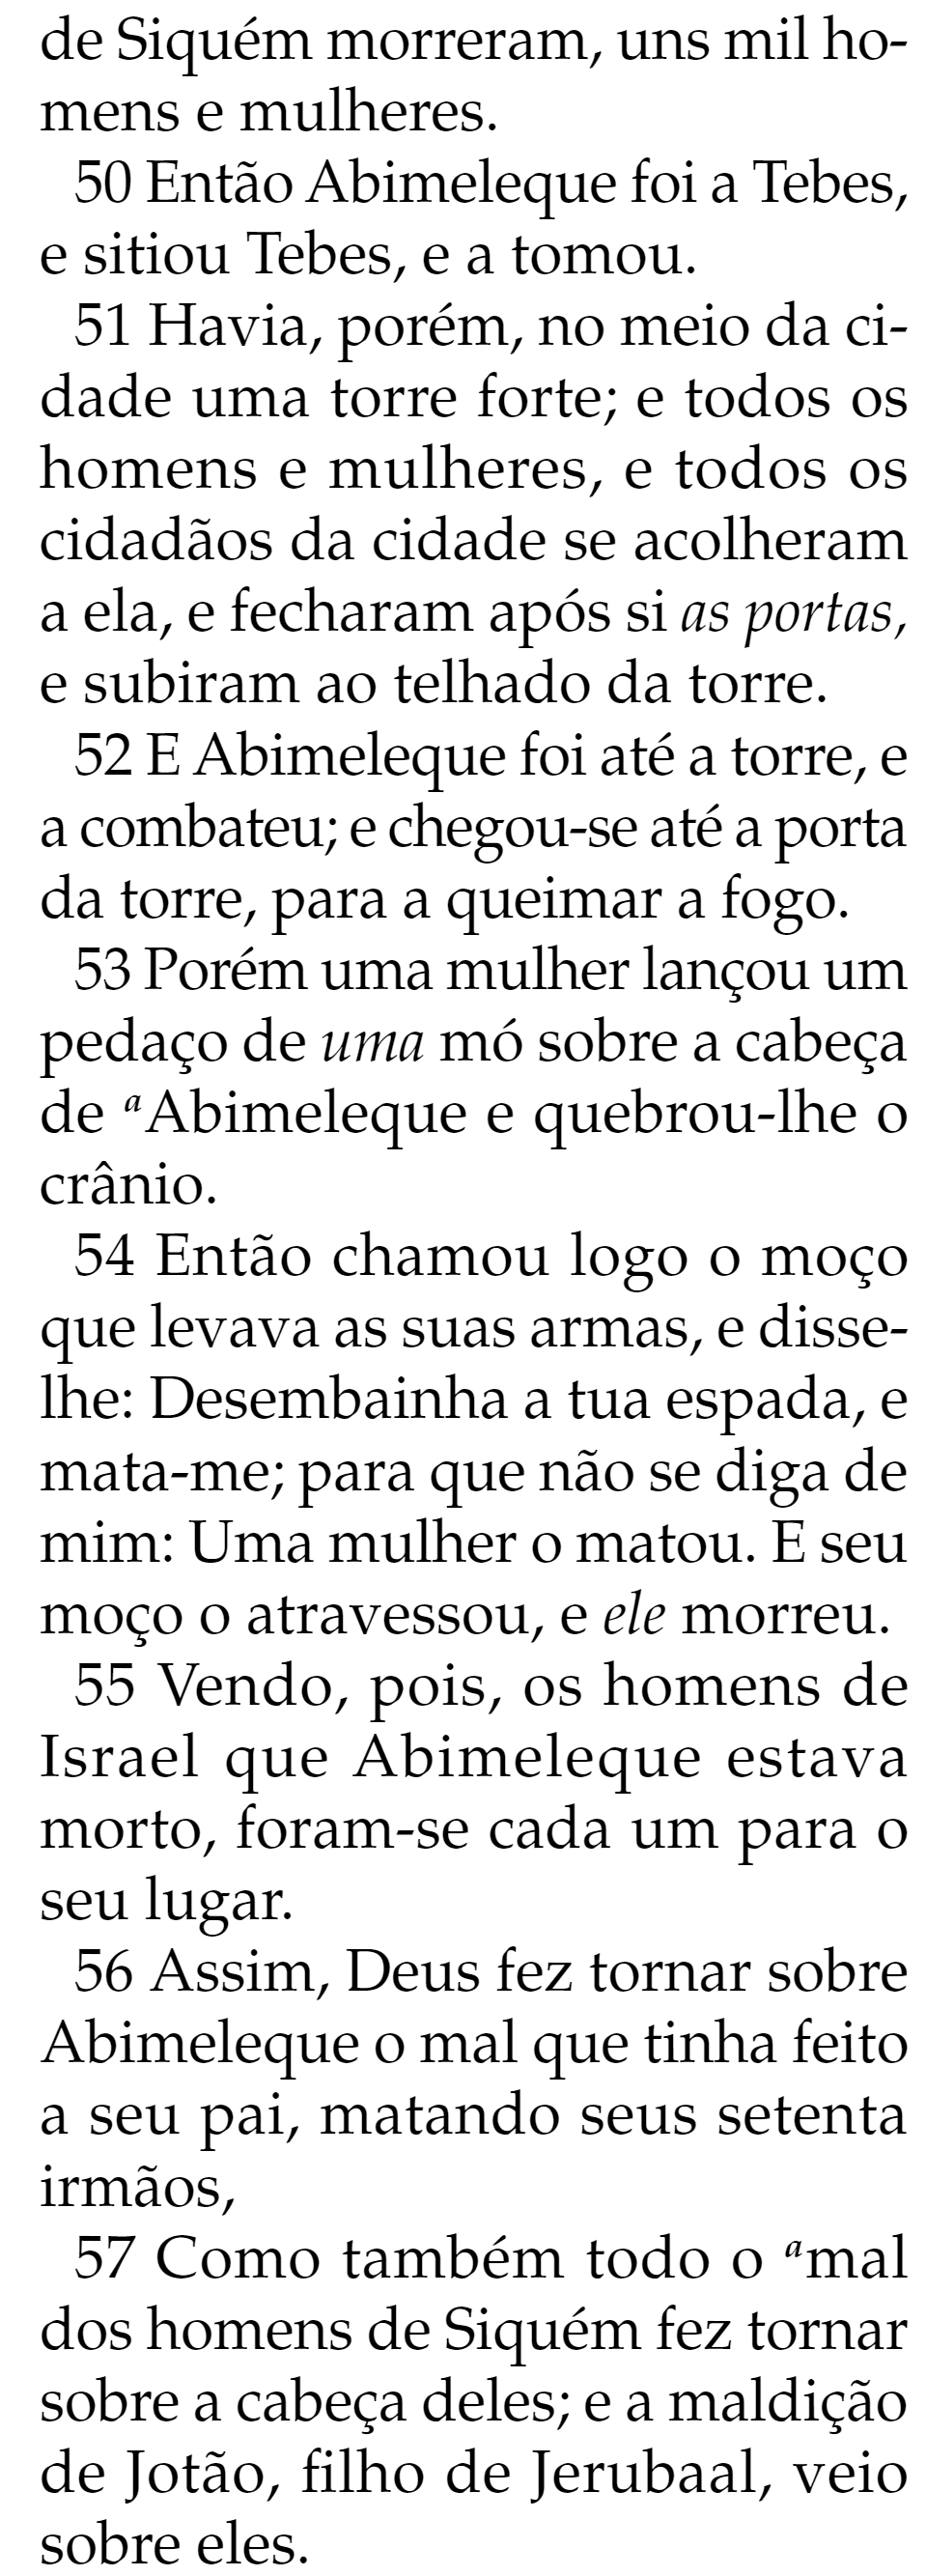 de Siquém morreram, uns mil ho-
mens e mulheres.
50 Então Abimeleque foi a Tebes,
e sitiou Tebes, e a tomou.
51 Havia, porém, no meio da ci-
dade uma torre forte; e todos os
homens e mulheres, e todos os
cidadãos da cidade se acolheram
a ela, e fecharam após si as portas,
e subiram ao telhado da torre.
52 E Abimeleque foi até a torre, e
a combateu; e chegou-se até a porta
da torre, para a queimar a fogo.
53 Porém uma mulher lançou um
pedaço de uma mó sobre a cabeça
de aAbimeleque e quebrou-lhe o
crânio.
54 Então chamou logo o moço
que levava as suas armas, e disse-
lhe: Desembainha a tua espada, e
mata-me; para que não se diga de
mim: Uma mulher o matou. E seu
moço o atravessou, e ele morreu.
55 Vendo, pois, os homens de
Israel que Abimeleque estava
morto, foram-se cada um para o
seu lugar.
56 Assim, Deus fez tornar sobre
Abimeleque o mal que tinha feito
a seu pai, matando seus setenta
irmãos,
57 Como também todo o amal
dos homens de Siquém fez tornar
sobre a cabeça deles; e a maldição
de Jotão, filho de Jerubaal, veio
sobre eles.